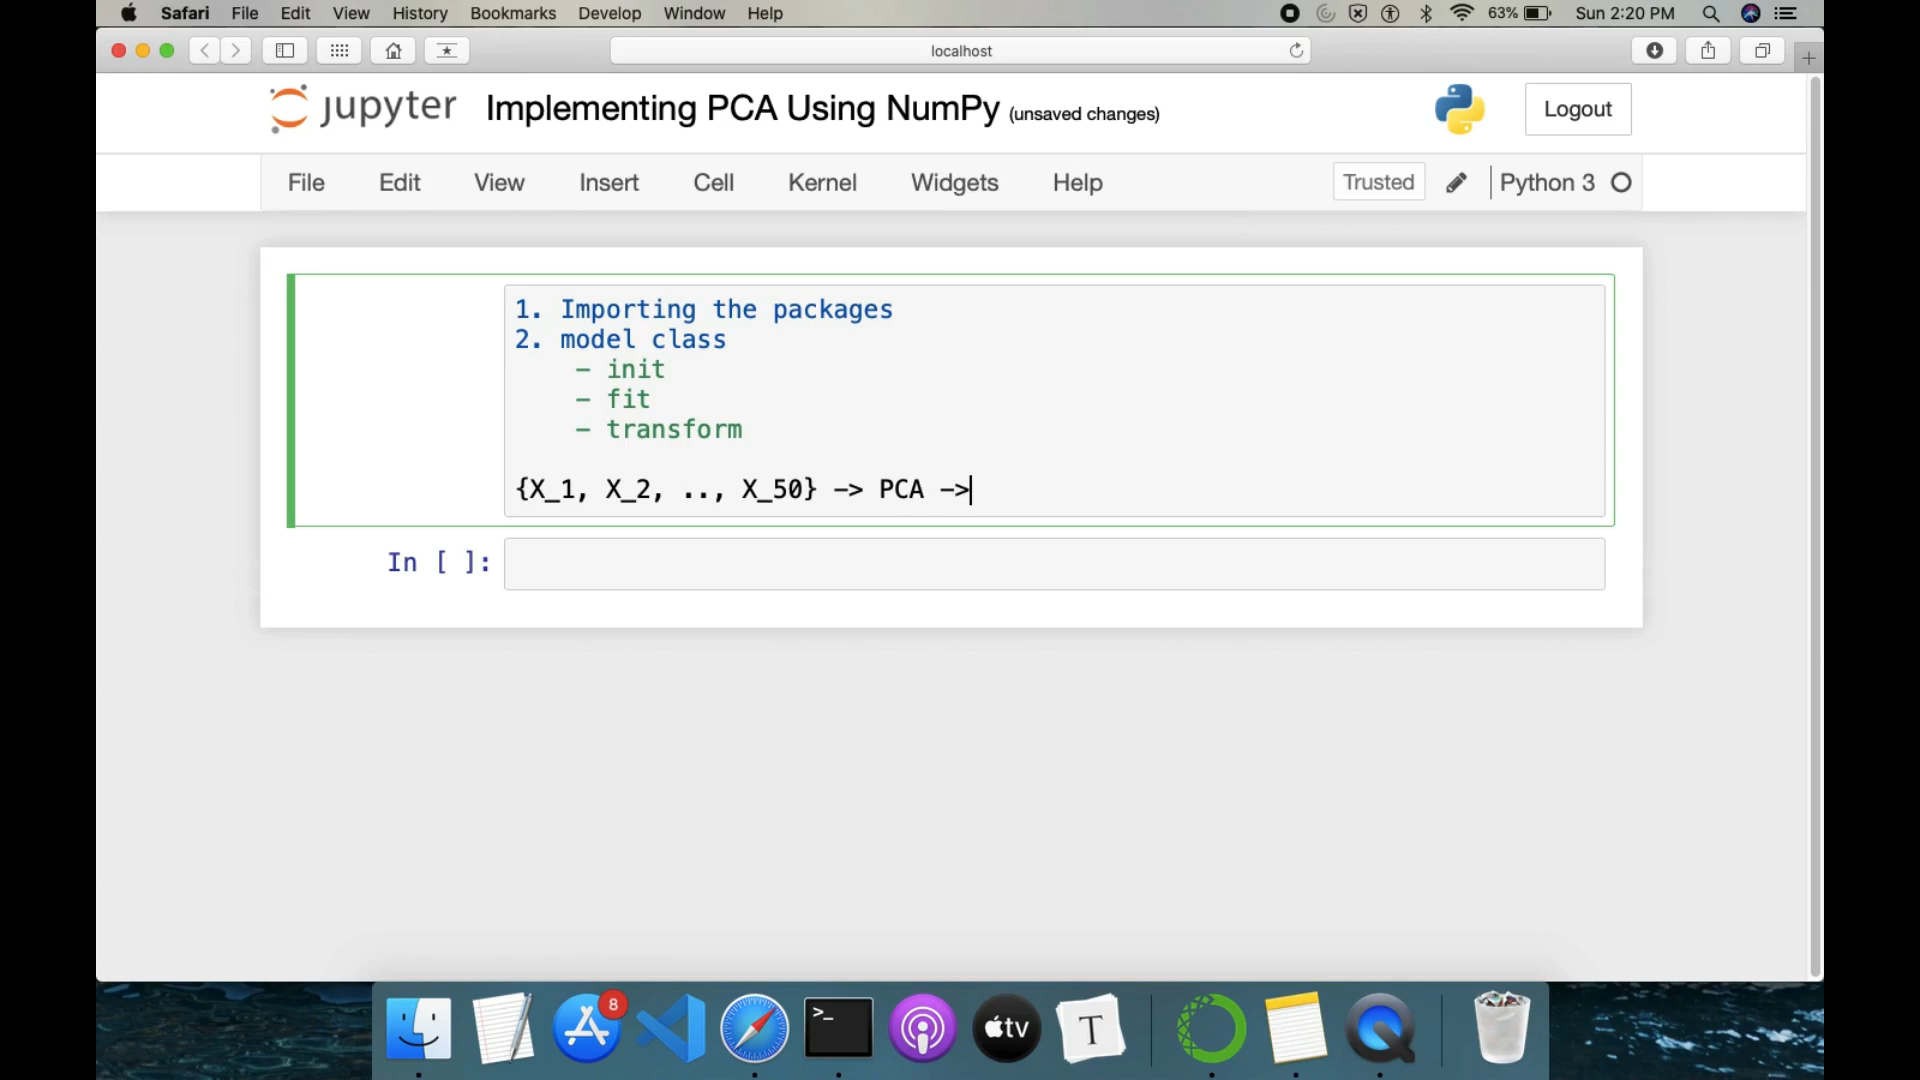 Safari File Edit View History Bookmarks Develop Window Help 63% Sun 2:20 PM
localhost
jupyter Implementing PCA Using NumPy (unsaved changes) Logout
File Edit View Insert Cell Kernel Widgets Help Trusted Python 3
1. Importing the packages
2. model class
- init
- fit
- transform
{X_1, X_2, .., X_50} -> PCA ->
In [ ]:
8
>_
tv
T